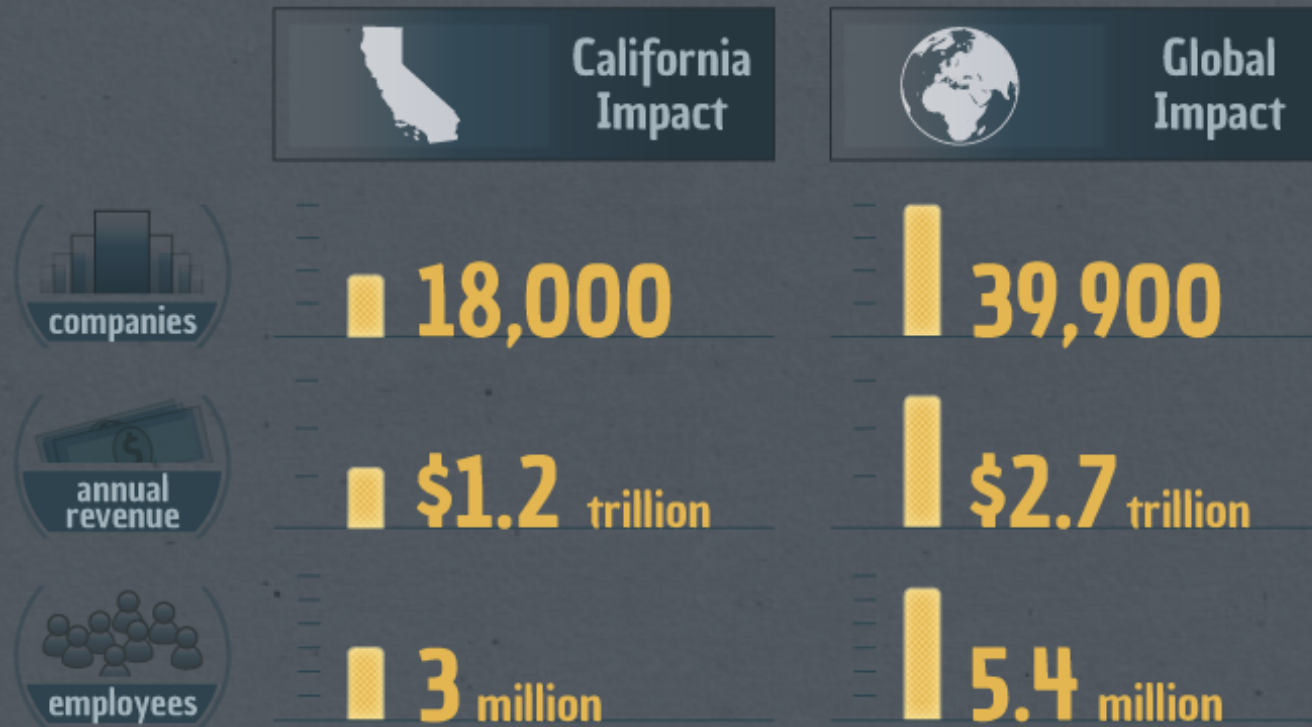 California
Impact
Global
Impact
companies
18,000
39,900
annual
revenue
$1.2 trillion
$2.7 trillion
employees
3 million
5.4 million